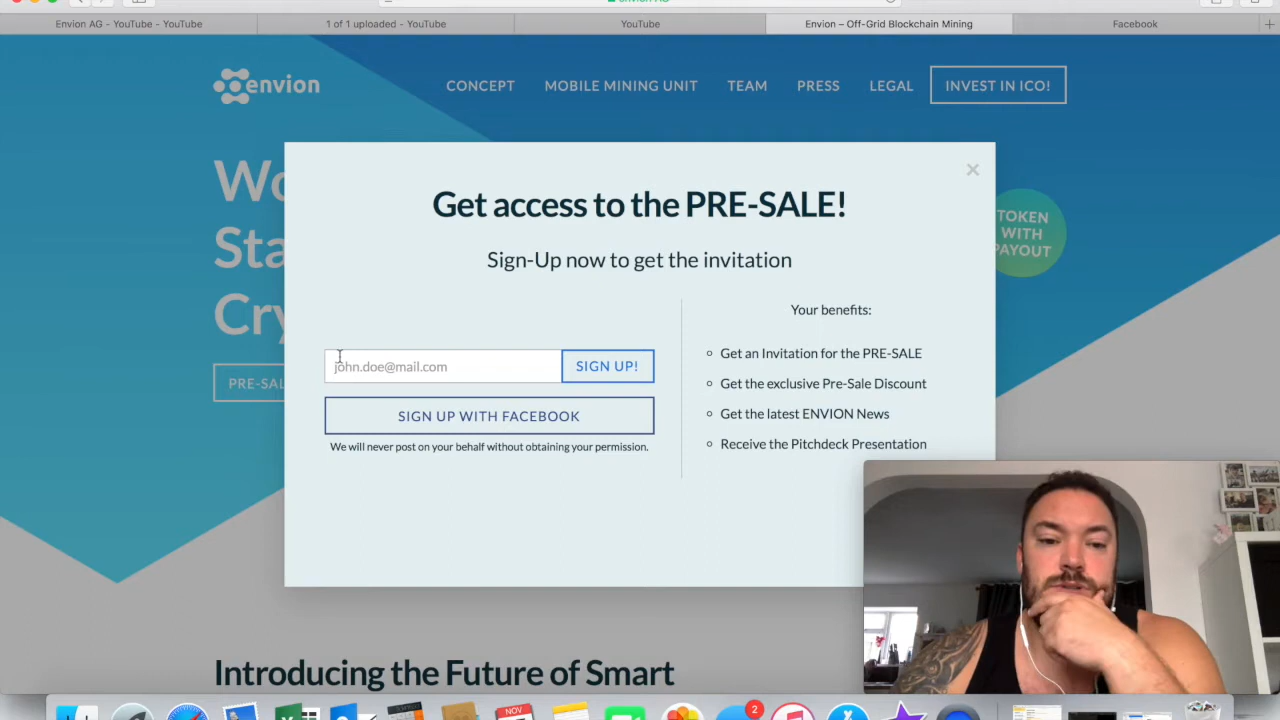 Envion AG - YouTube - YouTube
1 of 1 uploaded - YouTube
YouTube
Envion – Off-Grid Blockchain Mining
Facebook
envion
CONCEPT
MOBILE MINING UNIT
TEAM
PRESS
LEGAL
INVEST IN ICO!
TOKEN
WITH
PAYOUT
PRE-SAL
Get access to the PRE-SALE!
Sign-Up now to get the invitation
john.doe@mail.com
SIGN UP!
SIGN UP WITH FACEBOOK
We will never post on your behalf without obtaining your permission.
Your benefits:
Get an Invitation for the PRE-SALE
Get the exclusive Pre-Sale Discount
Get the latest ENVION News
Receive the Pitchdeck Presentation
Introducing the Future of Smart
NOV
2